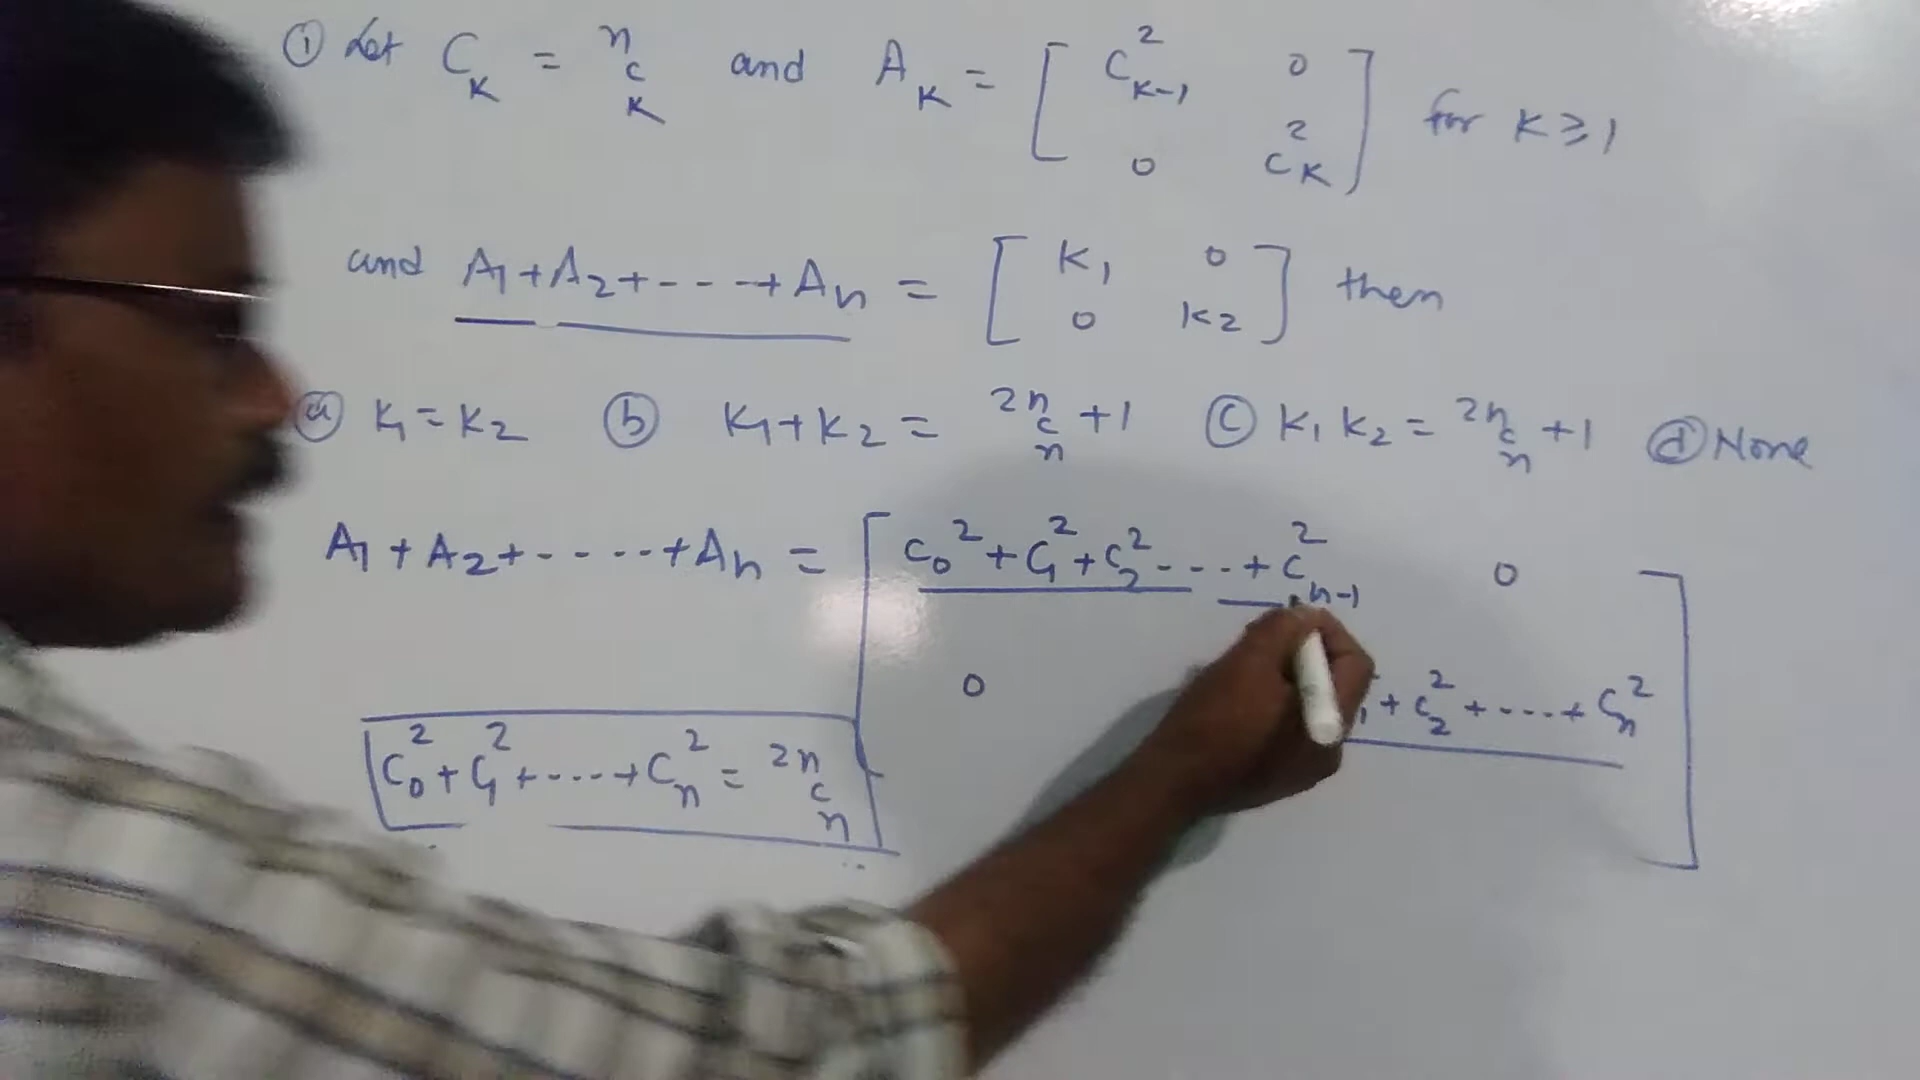 ① Let C_K = ⁿc_K and A_K = [ C²_{K-1} 0 ; 0 C²_K ] for K ≥ 1
and A₁+A₂+----+Aₙ = [ K₁ 0 ; 0 K₂ ] then
ⓐ K₁=K₂ ⓑ K₁+K₂ = ²ⁿcₙ+1 ⓒ K₁K₂ = ²ⁿcₙ+1 ⓓ None
A₁+A₂+-----+Aₙ = [ C₀²+C₁²+C₂²----+C²_{n-1} 0 ; 0 +C₂²+----+Cₙ² ]
C₀²+C₁²+----+Cₙ² = ²ⁿcₙ